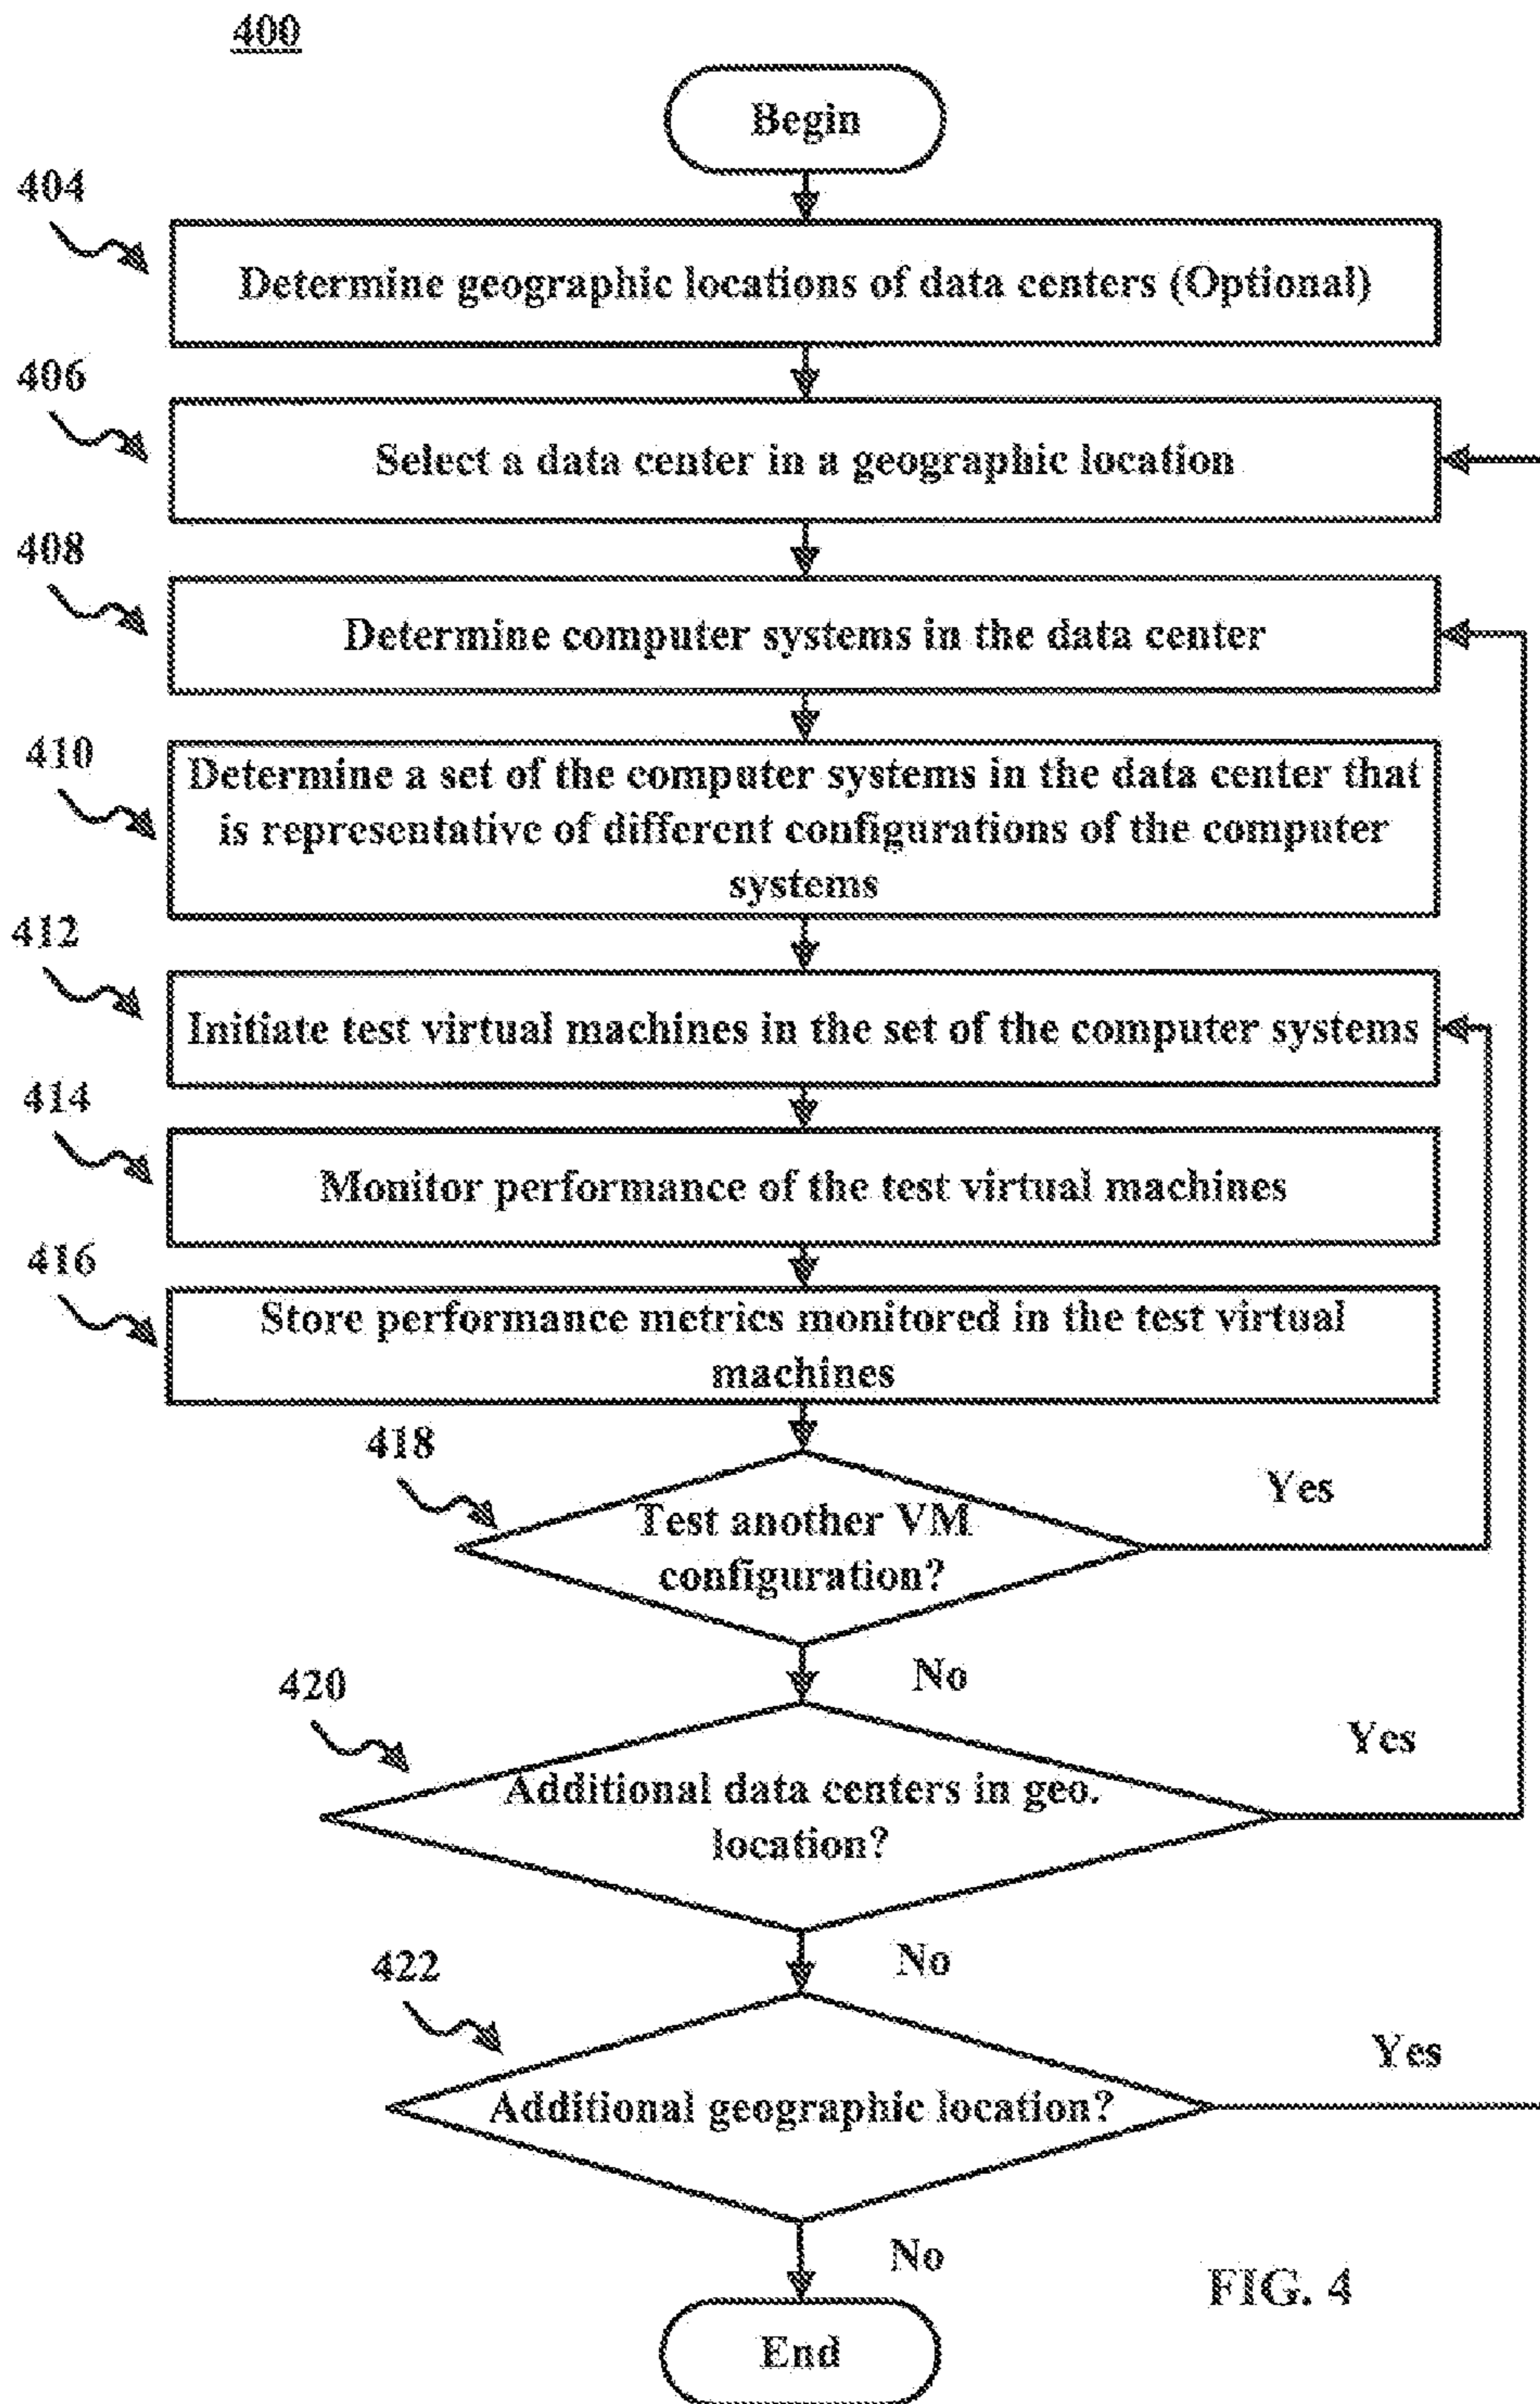 400
Begin
404
Determine geographic locations of data centers (Optional)
406
Select a data center in a geographic location
408
Determine computer systems in the data center
410
Determine a set of the computer systems in the data center that
is representative of different configurations of the computer
systems
412
Initiate test virtual machines in the set of the computer systems
414
Monitor performance of the test virtual machines
416
Store performance metrics monitored in the test virtual
machines
418
Test another VM
configuration?
Yes
No
420
Additional data centers in geo.
location?
Yes
No
422
Additional geographic location?
Yes
No
End
FIG. 4